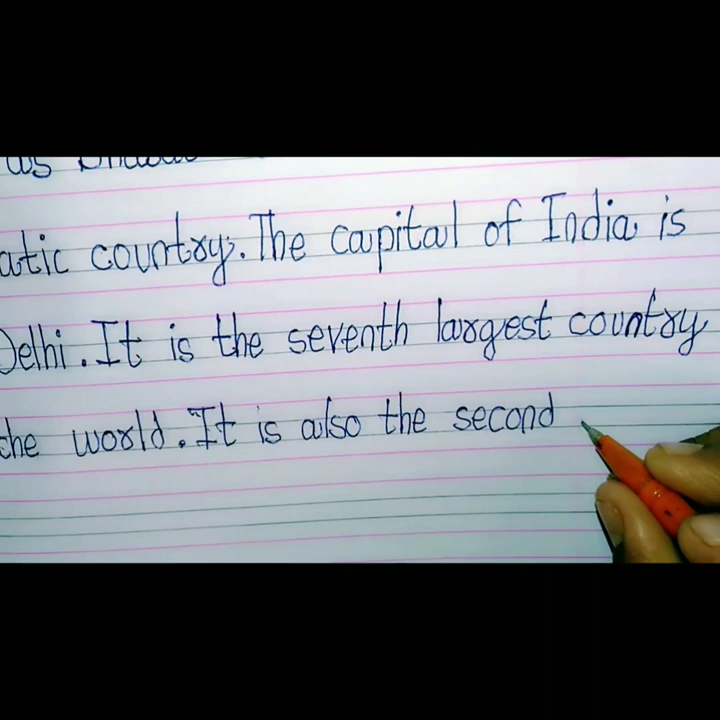 as
atic country. The capital of India is
Delhi. It is the seventh largest country
the world. It is also the second